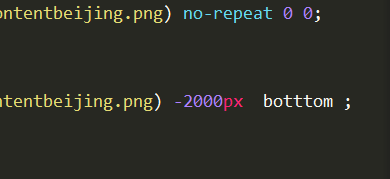 ontentbeijing.png) no-repeat 0 0;
ntentbeijing.png) -2000px botttom ;